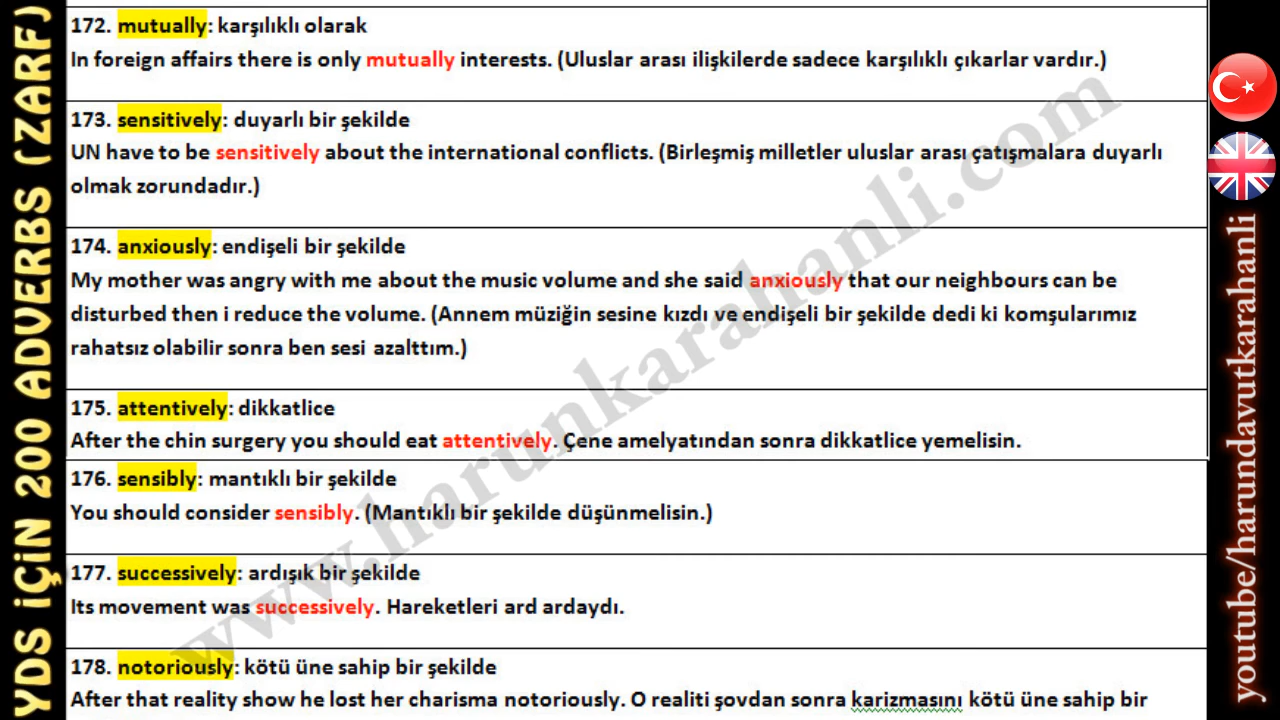 YDS İÇİN 200 ADVERBS (ZARF)
172. mutually: karşılıklı olarak
In foreign affairs there is only mutually interests. (Uluslar arası ilişkilerde sadece karşılıklı çıkarlar vardır.)
173. sensitively: duyarlı bir şekilde
UN have to be sensitively about the international conflicts. (Birleşmiş milletler uluslar arası çatışmalara duyarlı
olmak zorundadır.)
174. anxiously: endişeli bir şekilde
My mother was angry with me about the music volume and she said anxiously that our neighbours can be
disturbed then i reduce the volume. (Annem müziğin sesine kızdı ve endişeli bir şekilde dedi ki komşularımız
rahatsız olabilir sonra ben sesi azalttım.)
175. attentively: dikkatlice
After the chin surgery you should eat attentively. Çene amelyatından sonra dikkatlice yemelisin.
176. sensibly: mantıklı bir şekilde
You should consider sensibly. (Mantıklı bir şekilde düşünmelisin.)
177. successively: ardışık bir şekilde
Its movement was successively. Hareketleri ard ardaydı.
178. notoriously: kötü üne sahip bir şekilde
After that reality show he lost her charisma notoriously. O realiti şovdan sonra karizmasını kötü üne sahip bir
www.harunkarahanli.com
youtube/harundavutkarahanli